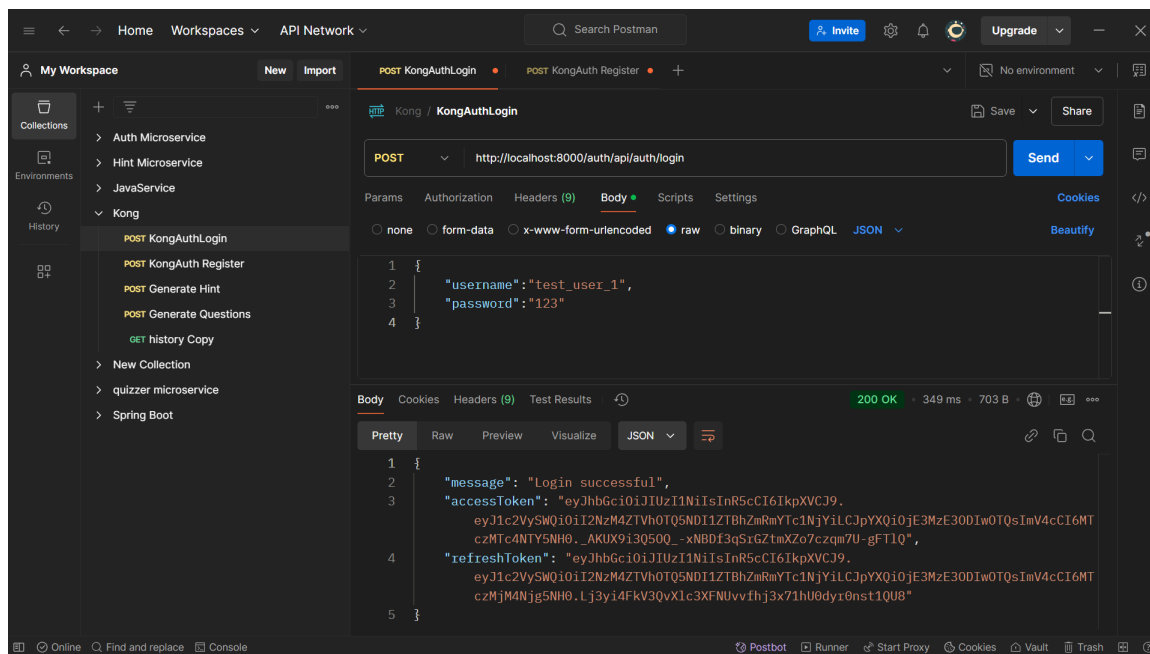 Home Workspaces API Network Search Postman Invite Upgrade
My Workspace New Import POST KongAuthLogin POST KongAuth Register No environment
Collections
Environments
History
Auth Microservice
Hint Microservice
JavaService
Kong
POST KongAuthLogin
POST KongAuth Register
POST Generate Hint
POST Generate Questions
GET history Copy
New Collection
quizzer microservice
Spring Boot
HTTP Kong / KongAuthLogin Save Share
POST http://localhost:8000/auth/api/auth/login Send
Params Authorization Headers (9) Body Scripts Settings Cookies
none form-data x-www-form-urlencoded raw binary GraphQL JSON Beautify
1 {
2 "username":"test_user_1",
3 "password":"123"
4 }
Body Cookies Headers (9) Test Results 200 OK 349 ms 703 B e.g.
Pretty Raw Preview Visualize JSON
1 {
2 "message": "Login successful",
3 "accessToken": "eyJhbGciOiJIUzI1NiIsInR5cCI6IkpXVCJ9.
eyJ1c2VySWQiOiI2NzM4ZTVhOTQ5NDI1ZTBhZmRmYTc1NjYiLCJpYXQiOjE3MzE3ODIwOTQsImV4cCI6MT
czMTc4NTY5NH0._AKUX9i3Q5OQ_-xNBDf3qSrGZtmXZo7czqm7U-gFTlQ",
4 "refreshToken": "eyJhbGciOiJIUzI1NiIsInR5cCI6IkpXVCJ9.
eyJ1c2VySWQiOiI2NzM4ZTVhOTQ5NDI1ZTBhZmRmYTc1NjYiLCJpYXQiOjE3MzE3ODIwOTQsImV4cCI6MT
czMjM4Njg5NH0.Lj3yi4FkV3QvXlc3XFNUvvfhj3x71hU0dyr0nst1QU8"
5 }
Online Find and replace Console Postbot Runner Start Proxy Cookies Vault Trash